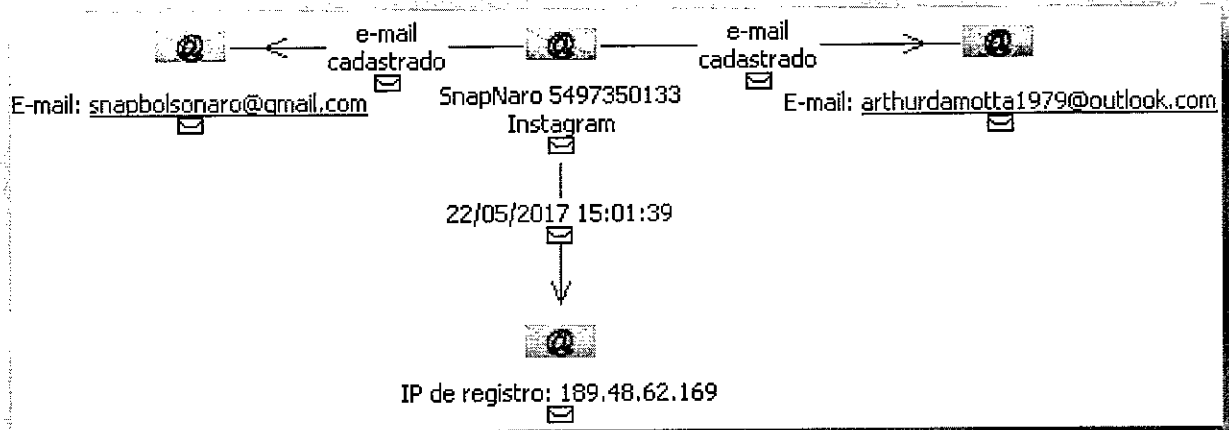 @
e-mail
cadastrado
@
e-mail
cadastrado
@
E-mail: snapbolsonaro@gmail.com
SnapNaro 5497350133
Instagram
E-mail: arthurdamotta1979@outlook.com
22/05/2017 15:01:39
@
IP de registro: 189.48.62.169